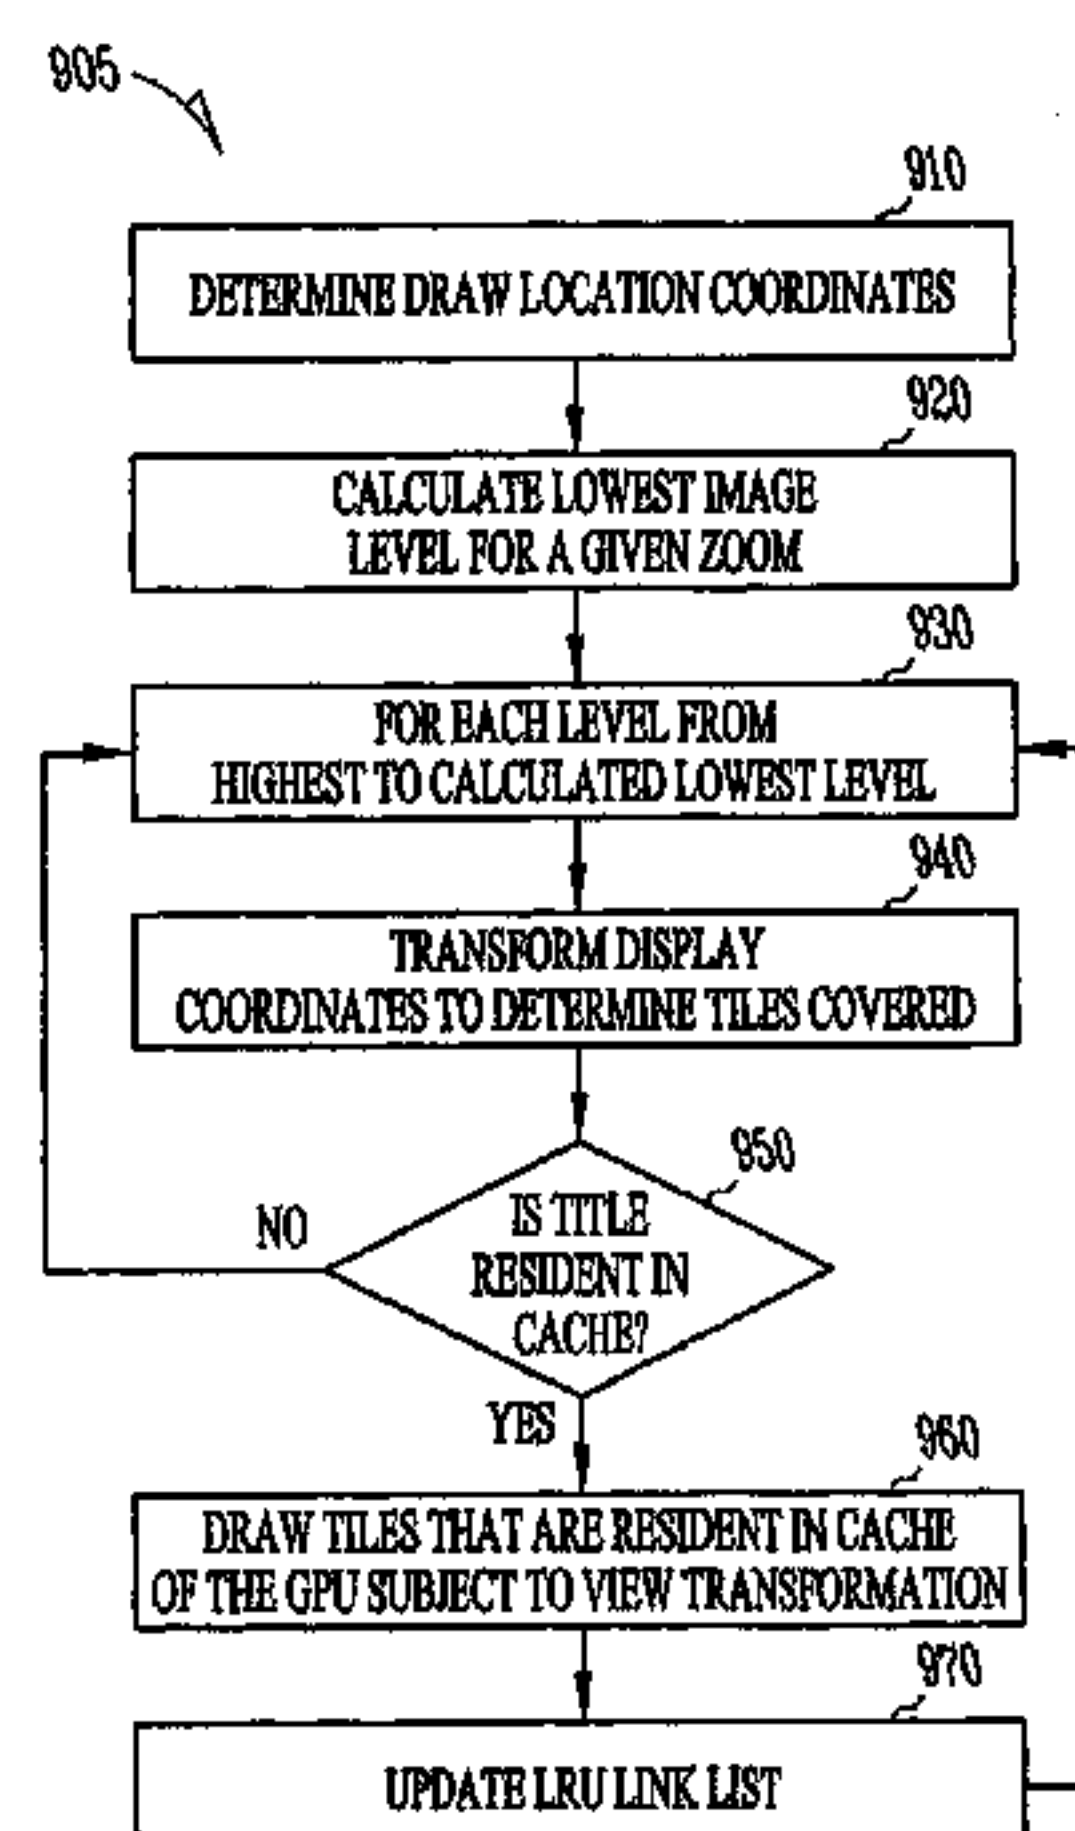 905
910
DETERMINE DRAW LOCATION COORDINATES
920
CALCULATE LOWEST IMAGE
LEVEL FOR A GIVEN ZOOM
930
FOR EACH LEVEL FROM
HIGHEST TO CALCULATED LOWEST LEVEL
940
TRANSFORM DISPLAY
COORDINATES TO DETERMINE TILES COVERED
950
IS TITLE
RESIDENT IN
CACHE?
NO
YES
960
DRAW TILES THAT ARE RESIDENT IN CACHE
OF THE GPU SUBJECT TO VIEW TRANSFORMATION
970
UPDATE LRU LINK LIST